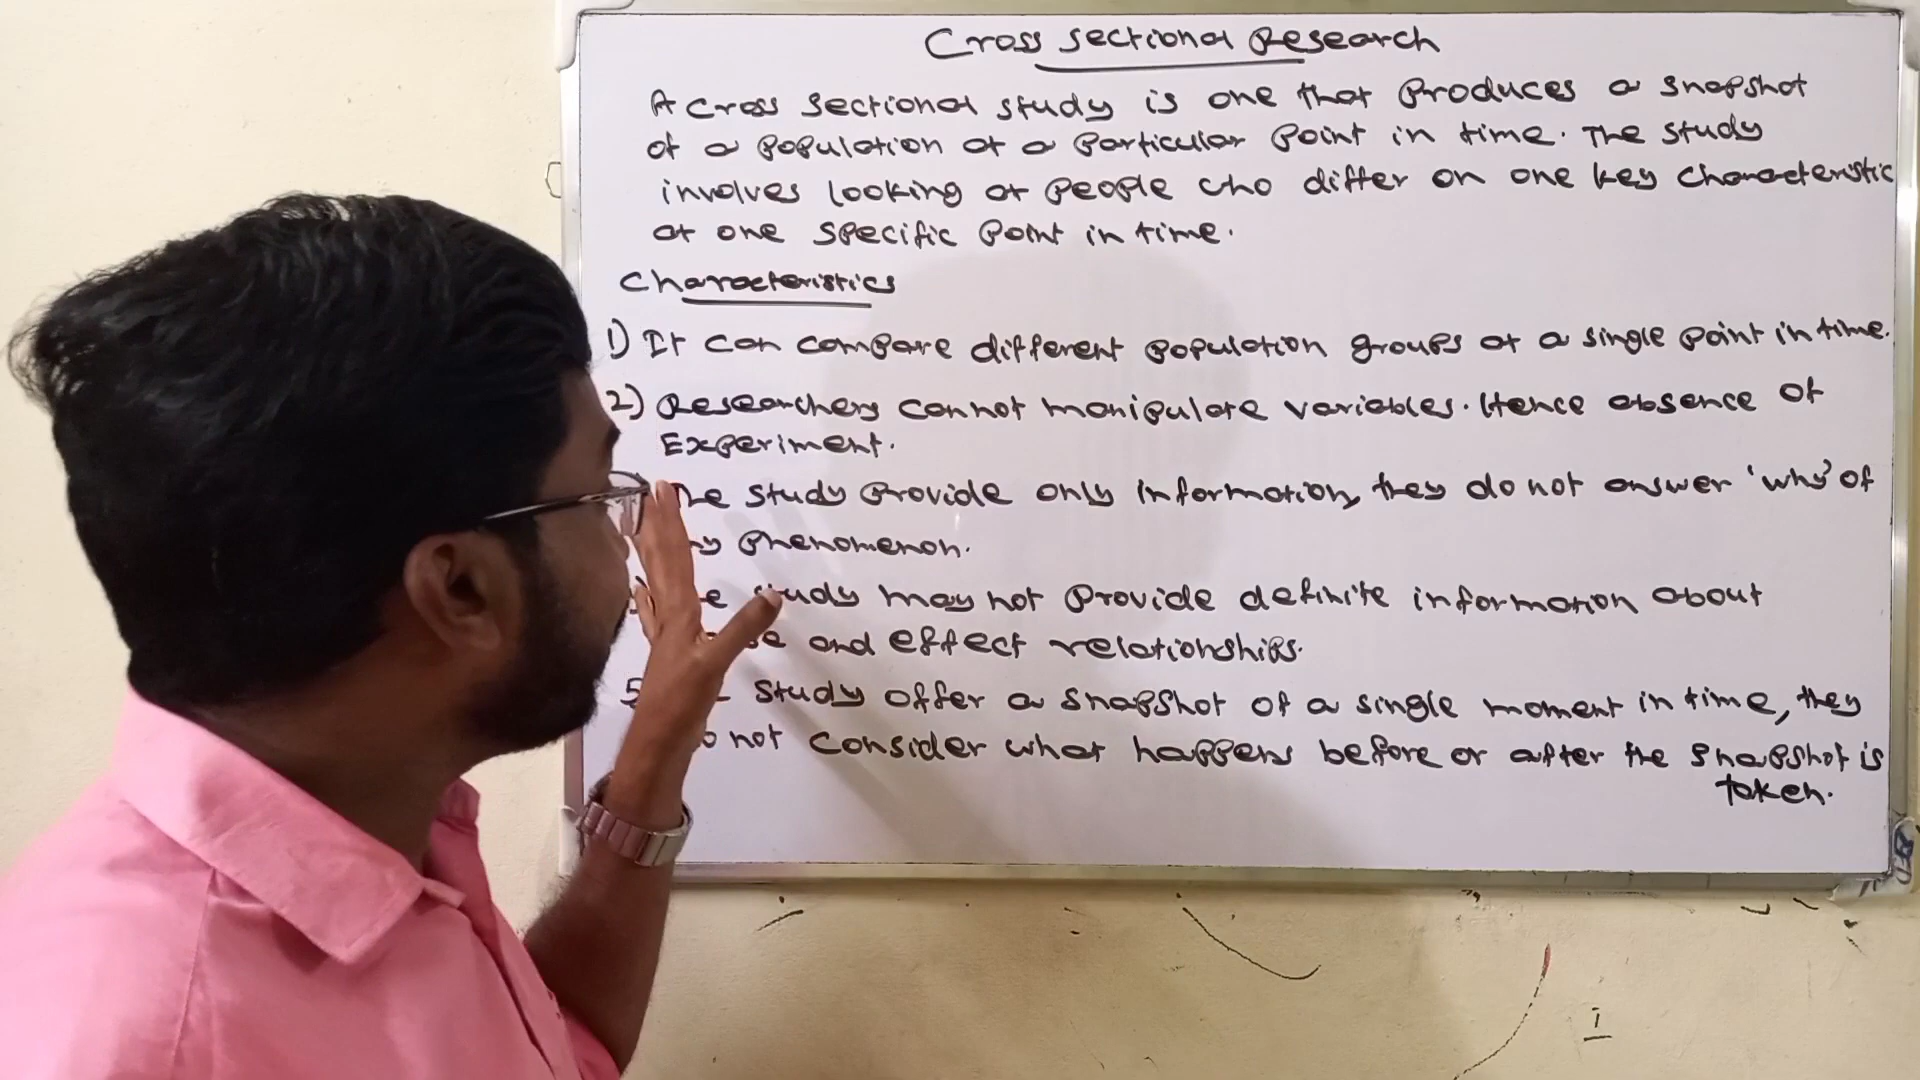 Cross sectional Research
A cross sectional study is one that produces a snapshot
of a population at a particular point in time. The study
involves looking at people who differ on one key characteristic
at one specific point in time.
Characteristics
1) It can compare different population groups at a single point in time.
2) Researchers cannot manipulate variables. Hence absence of
Experiment.
The study provide only information, they do not answer 'why' of
phenomenon.
study may not provide definite information about
and effect relationships.
5 study offer a snapshot of a single moment in time, they
not consider what happens before or after the snapshot is
taken.